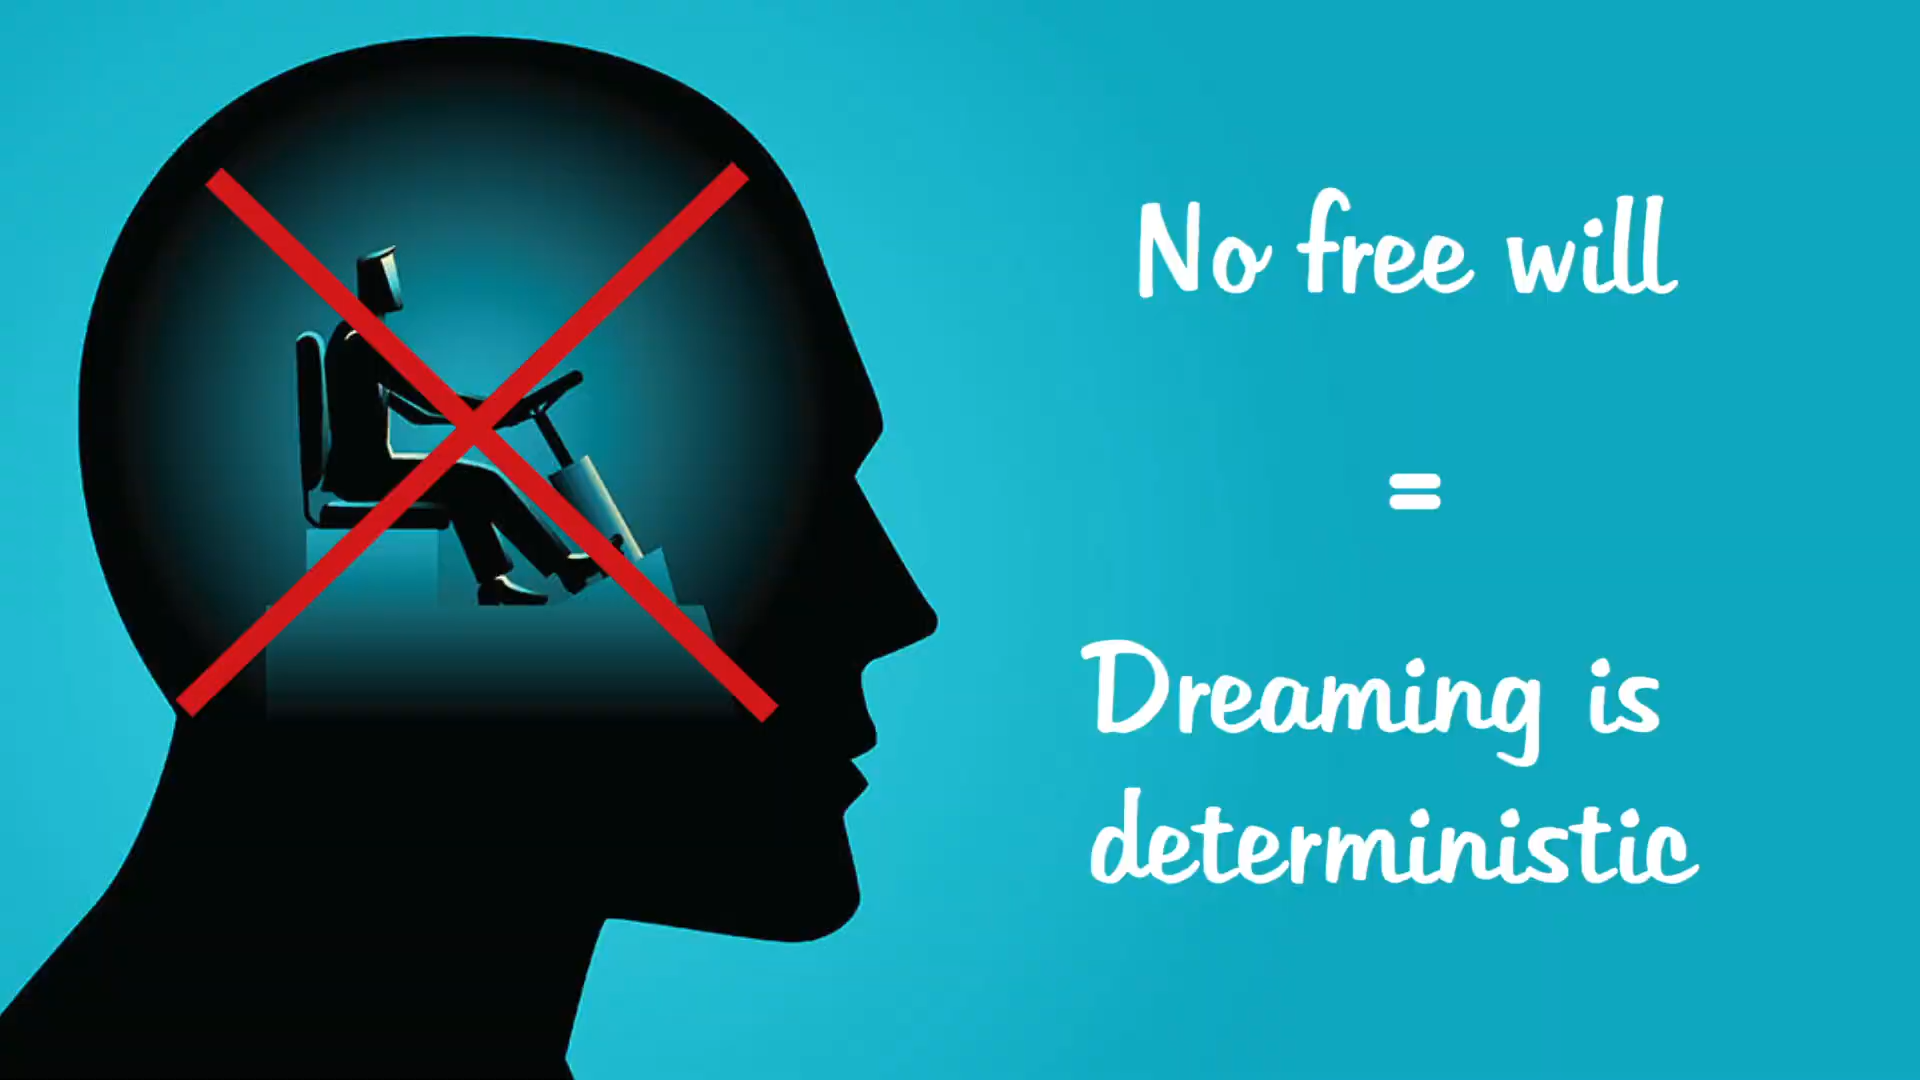 No free will
=
Dreaming is
deterministic